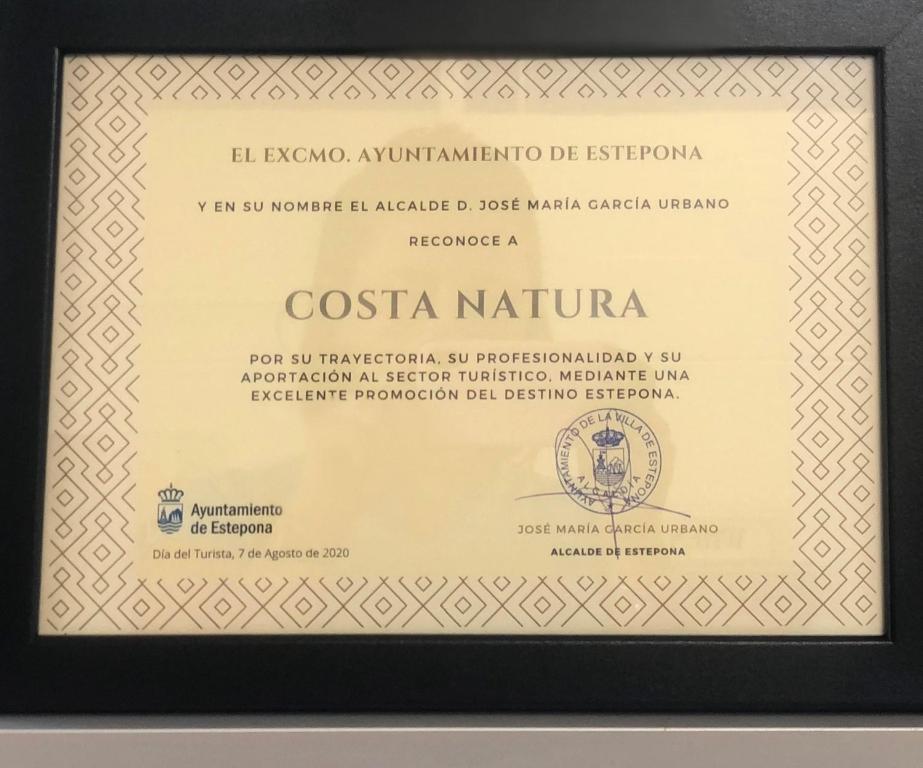 EL EXCMO. AYUNTAMIENTO DE ESTEPONA
Y EN SU NOMBRE EL ALCALDE D. JOSÉ MARÍA GARCÍA URBANO
RECONOCE A
COSTA NATURA
POR SU TRAYECTORIA, SU PROFESIONALIDAD Y SU
APORTACIÓN AL SECTOR TURÍSTICO, MEDIANTE UNA
EXCELENTE PROMOCIÓN DEL DESTINO ESTEPONA.
AYUNTAMIENTO DE LA VILLA DE ESTEPONA
ALCALDÍA
Ayuntamiento
de Estepona
Día del Turista, 7 de Agosto de 2020
JOSÉ MARÍA GARCÍA URBANO
ALCALDE DE ESTEPONA